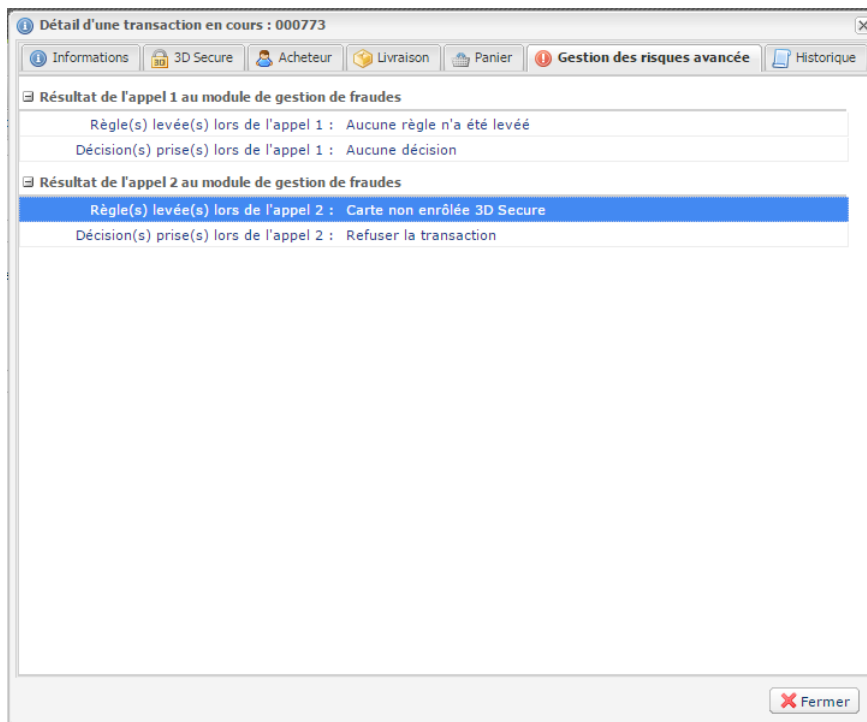 Détail d'une transaction en cours : 000773
Informations 3D Secure Acheteur Livraison Panier Gestion des risques avancée Historique
Résultat de l'appel 1 au module de gestion de fraudes
Règle(s) levée(s) lors de l'appel 1 : Aucune règle n'a été levéé
Décision(s) prise(s) lors de l'appel 1 : Aucune décision
Résultat de l'appel 2 au module de gestion de fraudes
Règle(s) levée(s) lors de l'appel 2 : Carte non enrôlée 3D Secure
Décision(s) prise(s) lors de l'appel 2 : Refuser la transaction
Fermer